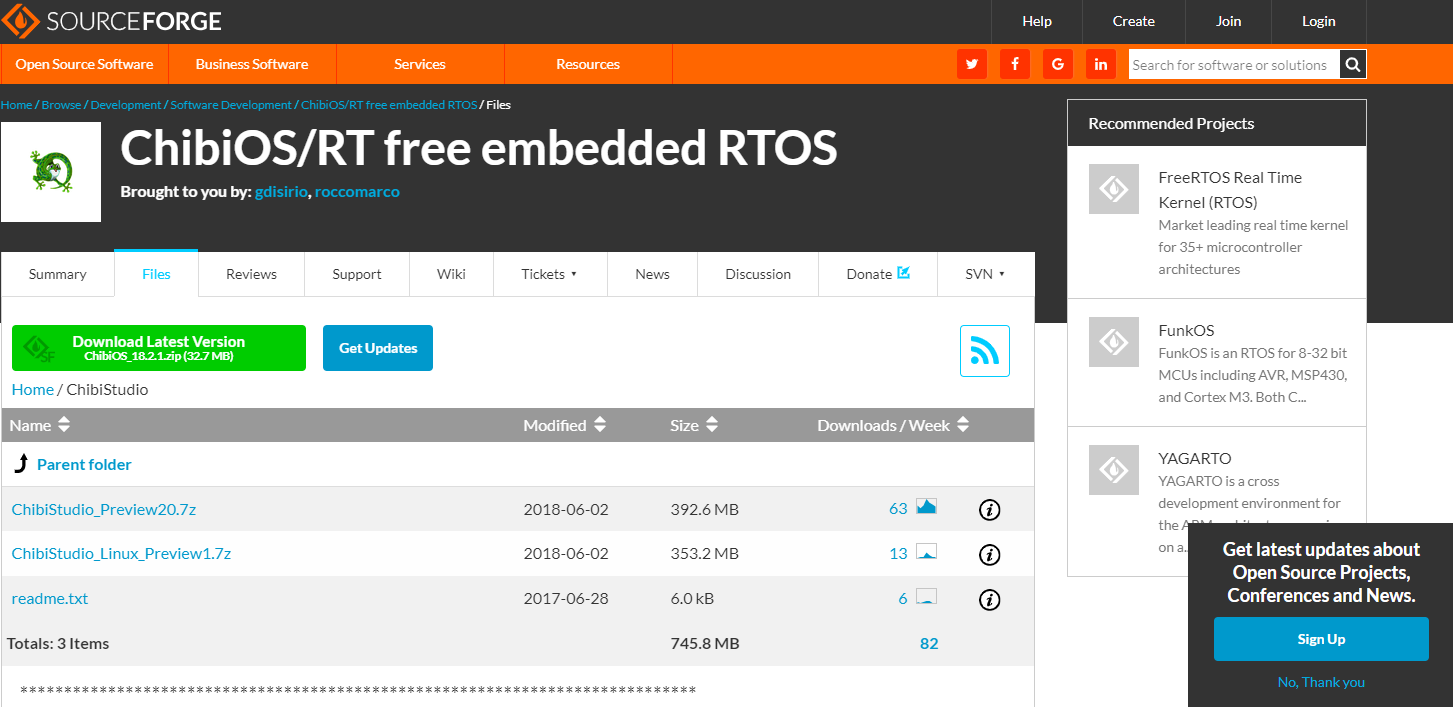 SOURCEFORGE
Help Create Join Login
Open Source Software Business Software Services Resources
Search for software or solutions
Home / Browse / Development / Software Development / ChibiOS/RT free embedded RTOS / Files
ChibiOS/RT free embedded RTOS
Brought to you by: gdisirio, roccomarco
Summary Files Reviews Support Wiki Tickets News Discussion Donate SVN
Download Latest Version
ChibiOS_18.2.1.zip (32.7 MB)
Get Updates
Home / ChibiStudio
Name Modified Size Downloads / Week
Parent folder
ChibiStudio_Preview20.7z 2018-06-02 392.6 MB 63
ChibiStudio_Linux_Preview1.7z 2018-06-02 353.2 MB 13
readme.txt 2017-06-28 6.0 kB 6
Totals: 3 Items 745.8 MB 82
*****************************************************************************
Recommended Projects
FreeRTOS Real Time
Kernel (RTOS)
Market leading real time kernel
for 35+ microcontroller
architectures
FunkOS
FunkOS is an RTOS for 8-32 bit
MCUs including AVR, MSP430,
and Cortex M3. Both C...
YAGARTO
YAGARTO is a cross
development environment for
the
on a..
Get latest updates about
Open Source Projects,
Conferences and News.
Sign Up
No, Thank you